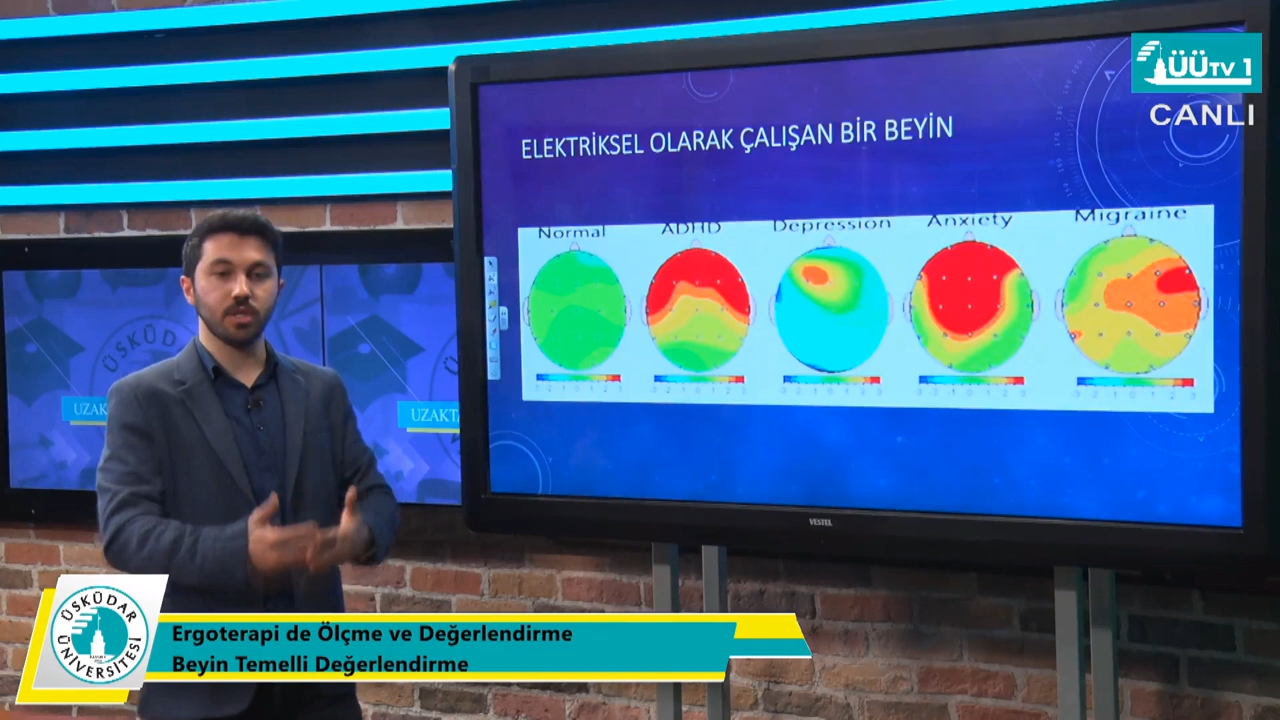 ÜÜTV 1
CANLI
ELEKTRİKSEL OLARAK ÇALIŞAN BİR BEYİN
Normal
ADHD
Depression
Anxiety
Migraine
ÜSKÜDAR
UZAKTA
VESTEL
ÜSKÜDAR ÜNİVERSİTESİ
Ergoterapi de Ölçme ve Değerlendirme
Beyin Temelli Değerlendirme